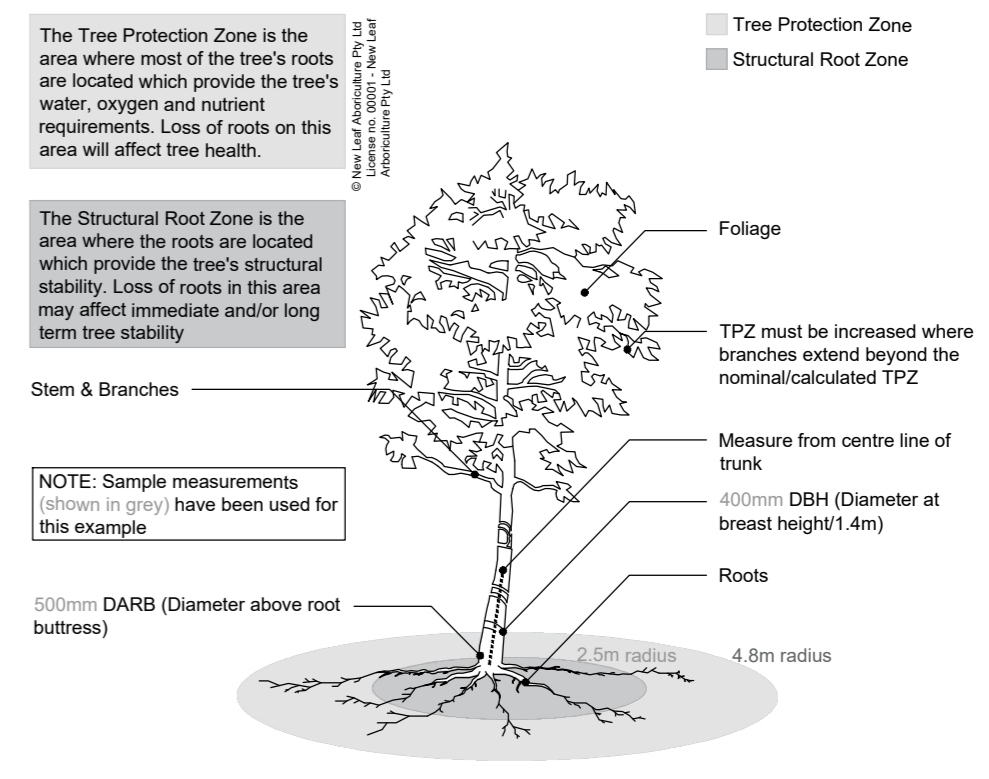 The Tree Protection Zone is the
area where most of the tree's roots
are located which provide the tree's
water, oxygen and nutrient
requirements. Loss of roots on this
area will affect tree health.
© New Leaf Aboriculture Pty Ltd
License no. 00001 - New Leaf
Arboriculture Pty Ltd
Tree Protection Zone
Structural Root Zone
The Structural Root Zone is the
area where the roots are located
which provide the tree's structural
stability. Loss of roots in this area
may affect immediate and/or long
term tree stability
Foliage
TPZ must be increased where
branches extend beyond the
nominal/calculated TPZ
Stem & Branches
Measure from centre line of
trunk
NOTE: Sample measurements
(shown in grey) have been used for
this example
400mm DBH (Diameter at
breast height/1.4m)
Roots
500mm DARB (Diameter above root
buttress)
2.5m radius
4.8m radius